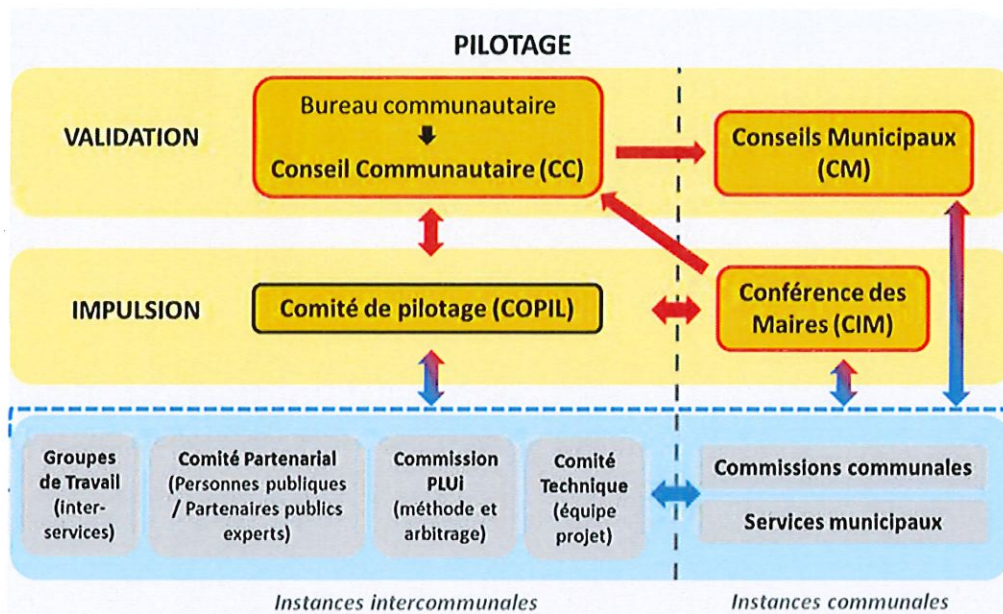 PILOTAGE
VALIDATION
Bureau communautaire
Conseil Communautaire (CC)
Conseils Municipaux
(CM)
IMPULSION
Comité de pilotage (COPIL)
Conférence des
Maires (CIM)
Groupes
de Travail
(inter-
services)
Comité Partenarial
(Personnes publiques
/ Partenaires publics
experts)
Commission
PLUi
(méthode et
arbitrage)
Comité
Technique
(équipe
projet)
Commissions communales
Services municipaux
Instances intercommunales
Instances communales